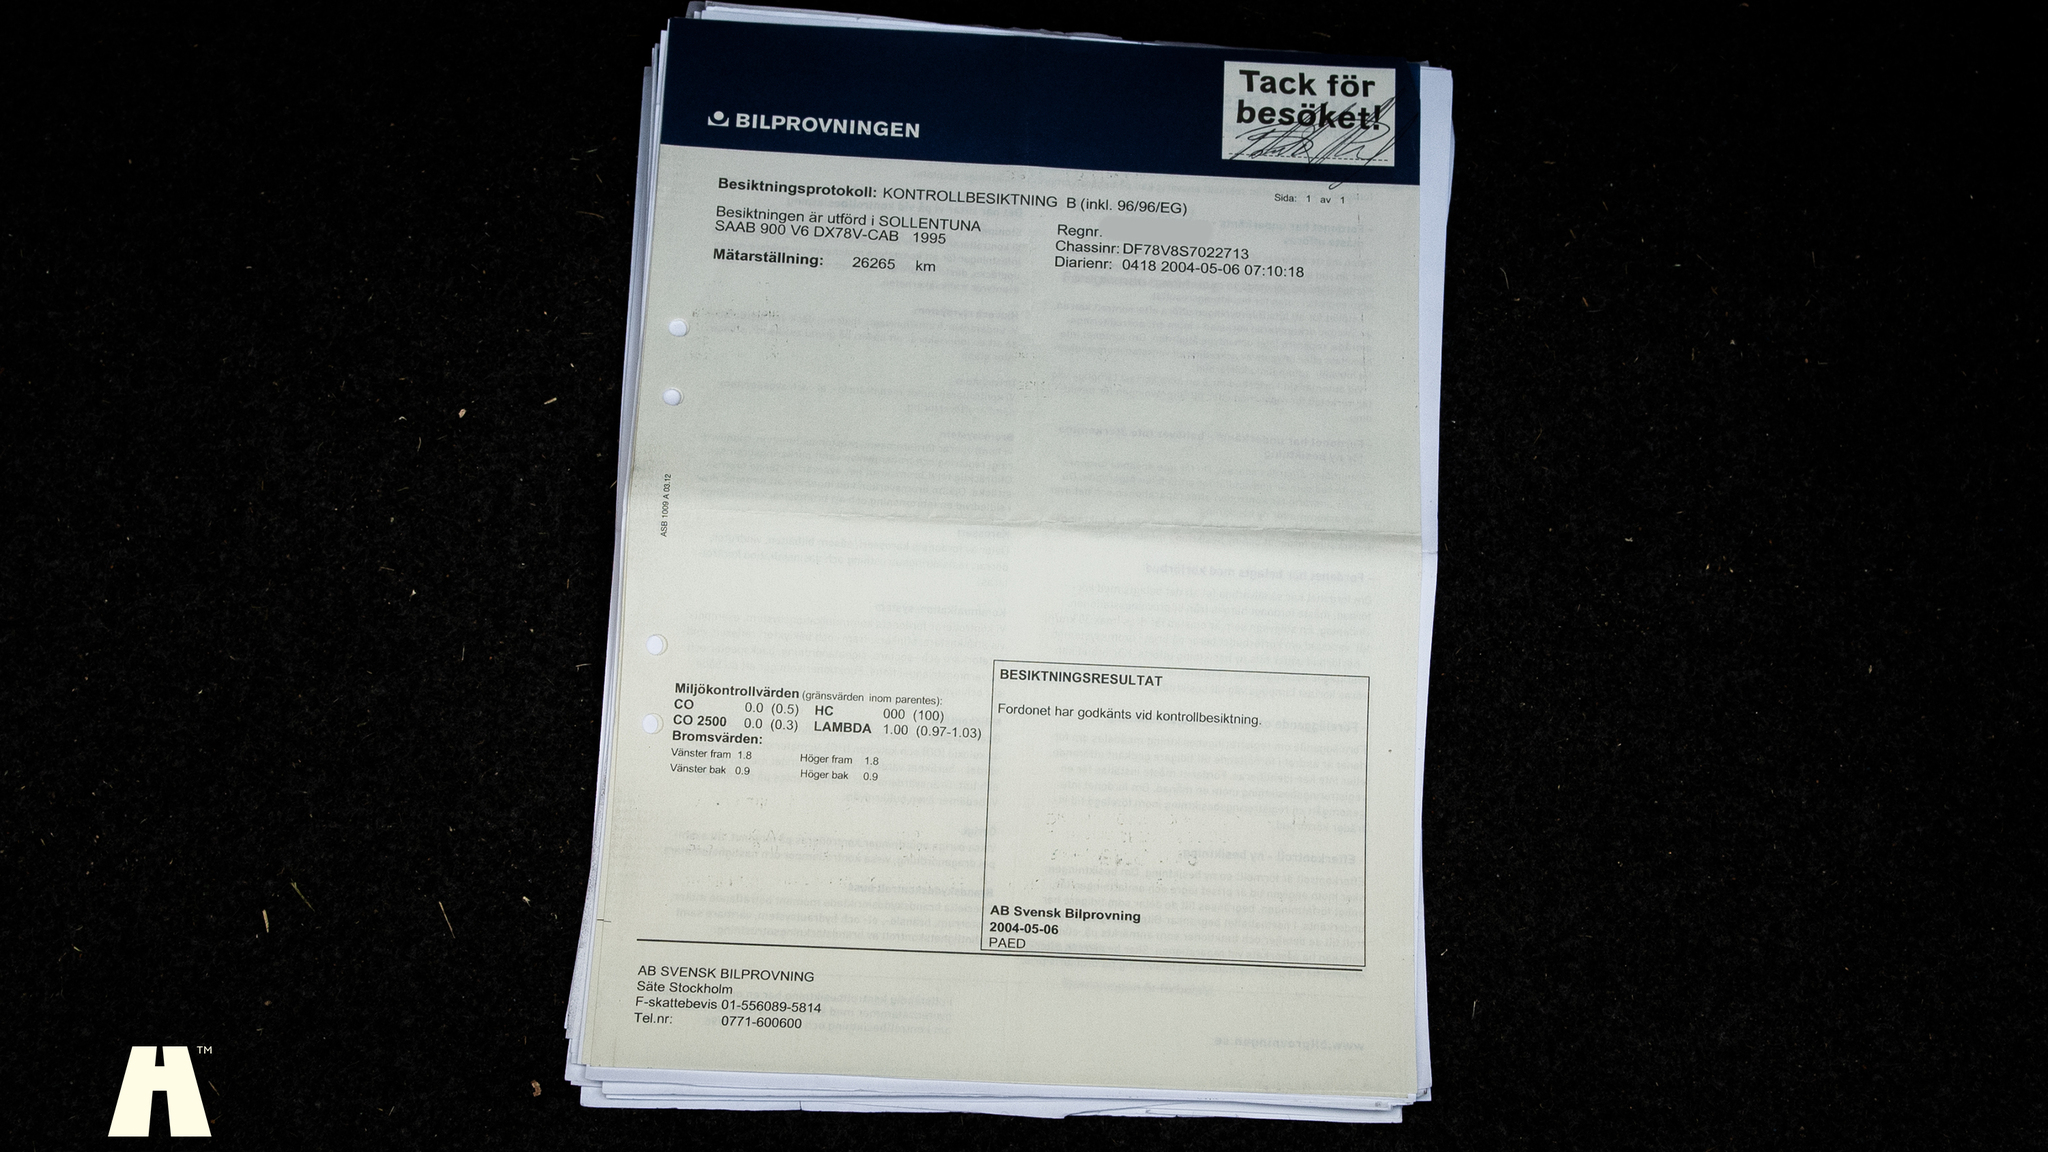 Tack för
besöket!
BILPROVNINGEN
Besiktningsprotokoll: KONTROLLBESIKTNING B (inkl. 96/96/EG)
Sida: 1 av 1
Besiktningen är utförd i SOLLENTUNA
SAAB 900 V6 DX78V-CAB 1995
Mätarställning: 26265 km
Regnr.
Chassinr: DF78V8S7022713
Diarienr: 0418 2004-05-06 07:10:18
ASB 1009 A 03.12
Miljökontrollvärden (gränsvärden inom parentes):
CO 0.0 (0.5) HC 000 (100)
CO 2500 0.0 (0.3) LAMBDA 1.00 (0.97-1.03)
Bromsvärden:
Vänster fram 1.8 Höger fram 1.8
Vänster bak 0.9 Höger bak 0.9
BESIKTNINGSRESULTAT
Fordonet har godkänts vid kontrollbesiktning.
AB Svensk Bilprovning
2004-05-06
PAED
AB SVENSK BILPROVNING
Säte Stockholm
F-skattebevis 01-556089-5814
Tel.nr: 0771-600600
TM